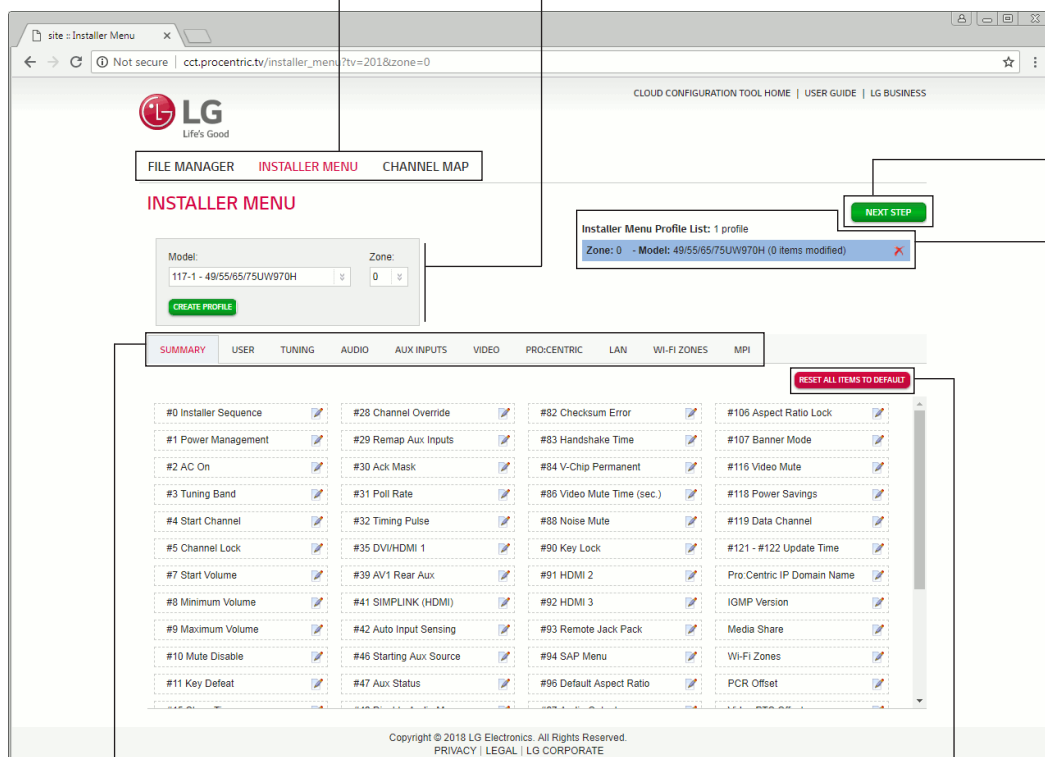 site :: Installer Menu
Not secure | cct.procentric.tv/installer_menu?tv=201&zone=0
CLOUD CONFIGURATION TOOL HOME | USER GUIDE | LG BUSINESS
LG
Life's Good
FILE MANAGER INSTALLER MENU CHANNEL MAP
INSTALLER MENU
NEXT STEP
Installer Menu Profile List: 1 profile
Zone: 0 - Model: 49/55/65/75UW970H (0 items modified)
Model: Zone:
117-1 - 49/55/65/75UW970H 0
CREATE PROFILE
SUMMARY USER TUNING AUDIO AUX INPUTS VIDEO PRO:CENTRIC LAN WI-FI ZONES MPI
RESET ALL ITEMS TO DEFAULT
#0 Installer Sequence #28 Channel Override #82 Checksum Error #106 Aspect Ratio Lock
#1 Power Management #29 Remap Aux Inputs #83 Handshake Time #107 Banner Mode
#2 AC On #30 Ack Mask #84 V-Chip Permanent #116 Video Mute
#3 Tuning Band #31 Poll Rate #86 Video Mute Time (sec.) #118 Power Savings
#4 Start Channel #32 Timing Pulse #88 Noise Mute #119 Data Channel
#5 Channel Lock #35 DVI/HDMI 1 #90 Key Lock #121 - #122 Update Time
#7 Start Volume #39 AV1 Rear Aux #91 HDMI 2 Pro:Centric IP Domain Name
#8 Minimum Volume #41 SIMPLINK (HDMI) #92 HDMI 3 IGMP Version
#9 Maximum Volume #42 Auto Input Sensing #93 Remote Jack Pack Media Share
#10 Mute Disable #46 Starting Aux Source #94 SAP Menu Wi-Fi Zones
#11 Key Defeat #47 Aux Status #96 Default Aspect Ratio PCR Offset
Copyright © 2018 LG Electronics. All Rights Reserved.
PRIVACY | LEGAL | LG CORPORATE